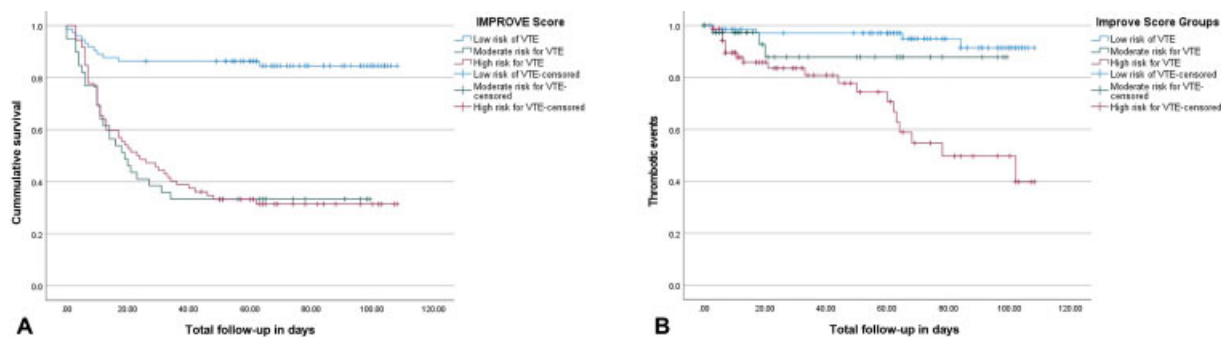 IMPROVE Score
Low risk of VTE
Moderate risk for VTE
High risk for VTE
Low risk of VTE-censored
Moderate risk for VTE-
censored
High risk for VTE-censored
1.0
0.8
0.6
0.4
0.2
0.0
Cummulative survival
.00 20.00 40.00 60.00 80.00 100.00 120.00
Total follow-up in days
A
Improve Score Groups
Low risk of VTE
Moderate risk for VTE
High risk for VTE
Low risk of VTE-censored
Moderate risk for VTE-
censored
High risk for VTE-censored
1.0
0.8
0.6
0.4
0.2
0.0
Thrombotic events
.00 20.00 40.00 60.00 80.00 100.00 120.00
Total follow-up in days
B